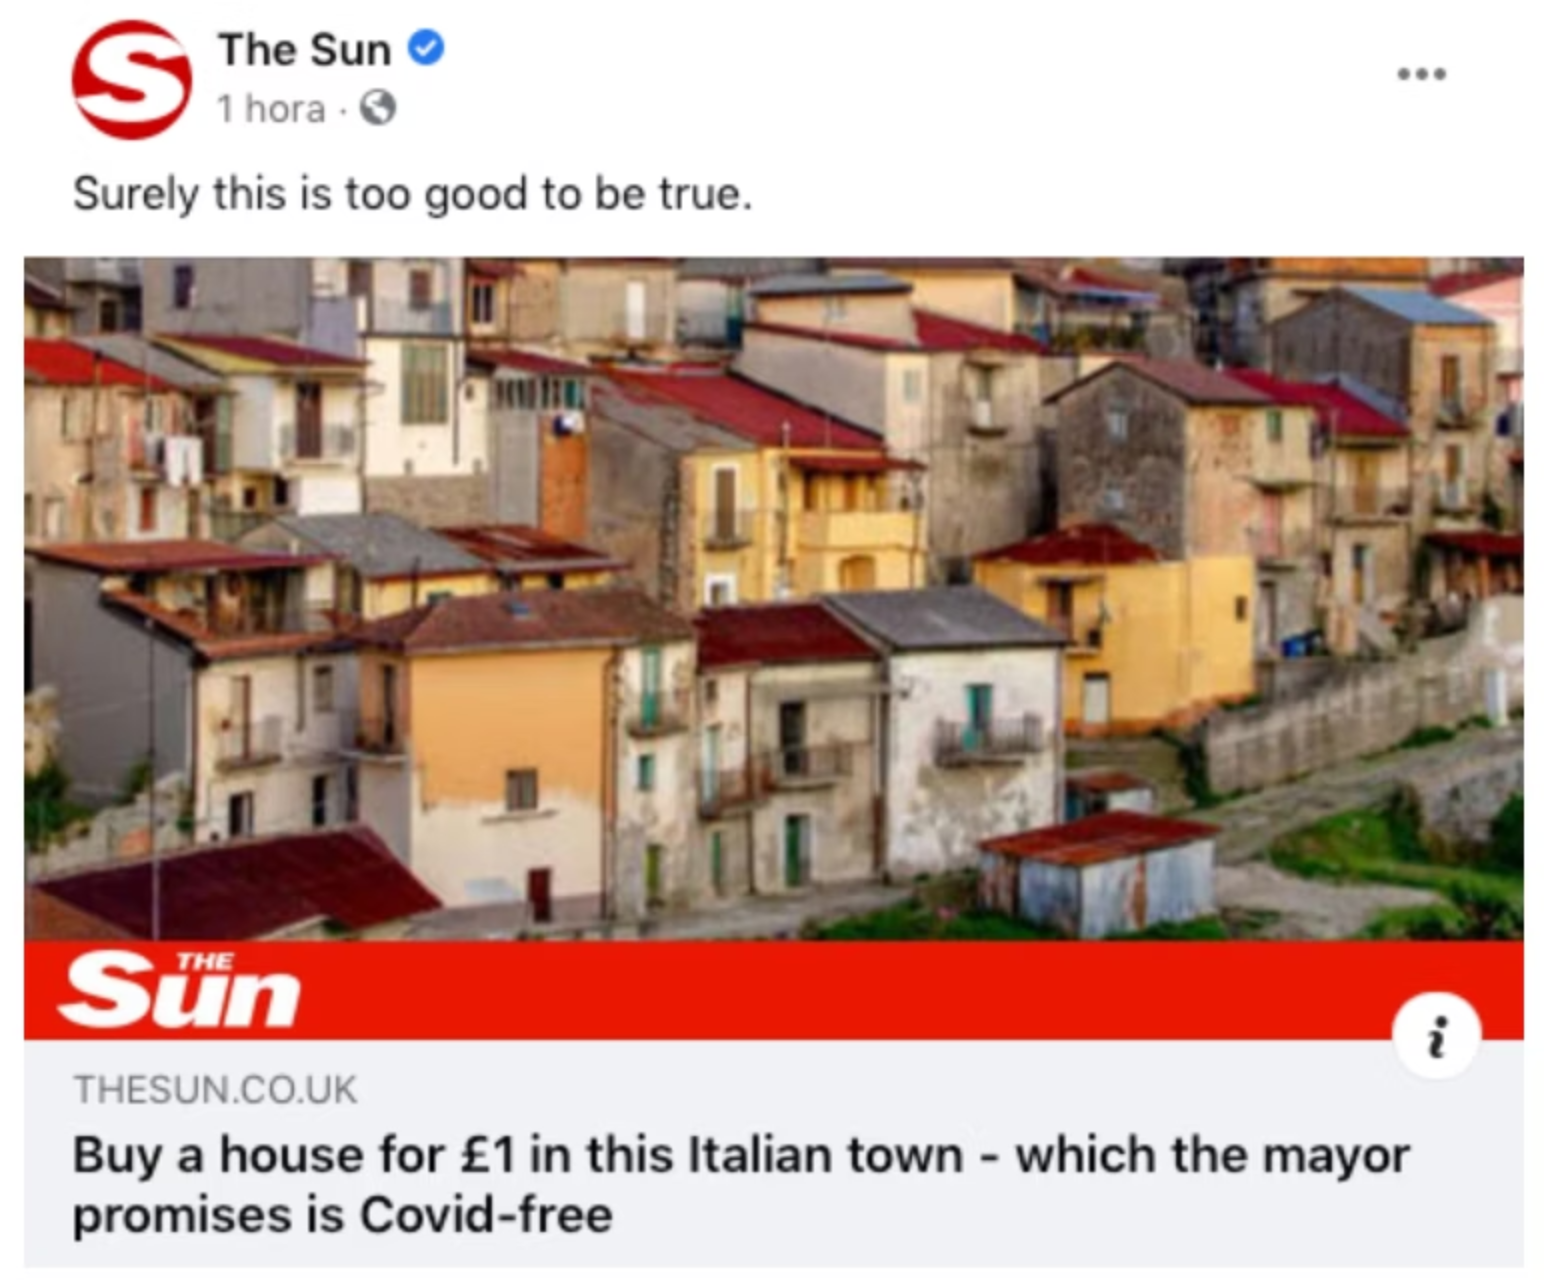 The Sun
1 hora ·
Surely this is too good to be true.
THE
Sun
THESUN.CO.UK
Buy a house for £1 in this Italian town - which the mayor
promises is Covid-free